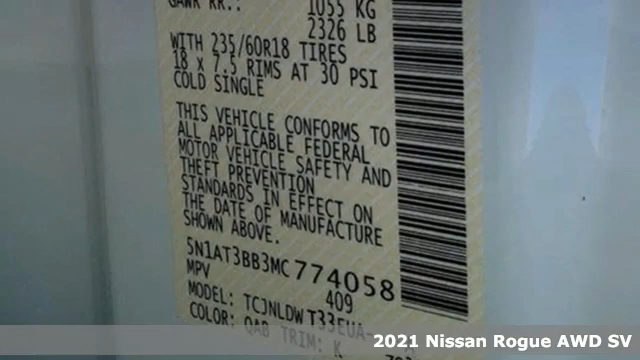 GAWR RR.: 1055 KG
2326 LB
WITH 235/60R18 TIRES
18 x 7.5 RIMS AT 30 PSI
COLD SINGLE
THIS VEHICLE CONFORMS TO
ALL APPLICABLE FEDERAL
MOTOR VEHICLE SAFETY AND
THEFT PREVENTION
STANDARDS IN EFFECT ON
THE DATE OF MANUFACTURE
SHOWN ABOVE.
5N1AT3BB3MC774058
MPV 409
MODEL: TCJNLDWT33EUA-
COLOR: QAB TRIM: K
2021 Nissan Rogue AWD SV